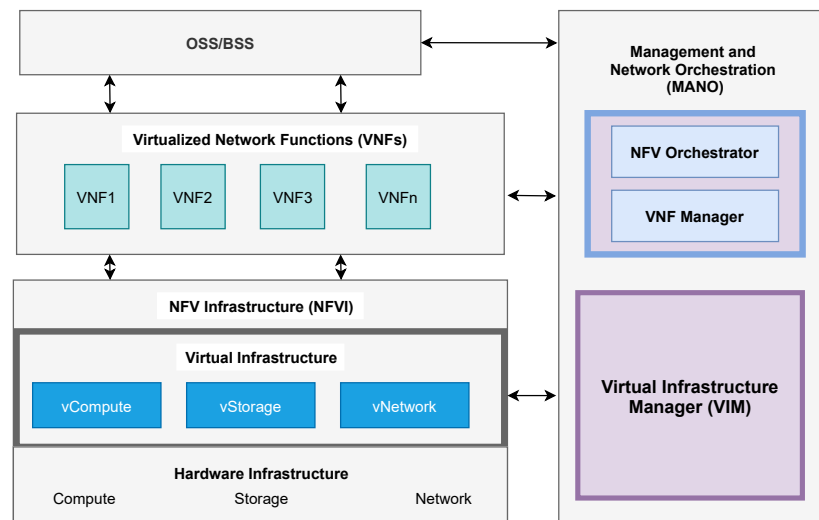 OSS/BSS
Virtualized Network Functions (VNFs)
VNF1 VNF2 VNF3 VNFn
NFV Infrastructure (NFVI)
Virtual Infrastructure
vCompute vStorage vNetwork
Hardware Infrastructure
Compute Storage Network
Management and
Network Orchestration
(MANO)
NFV Orchestrator
VNF Manager
Virtual Infrastructure
Manager (VIM)